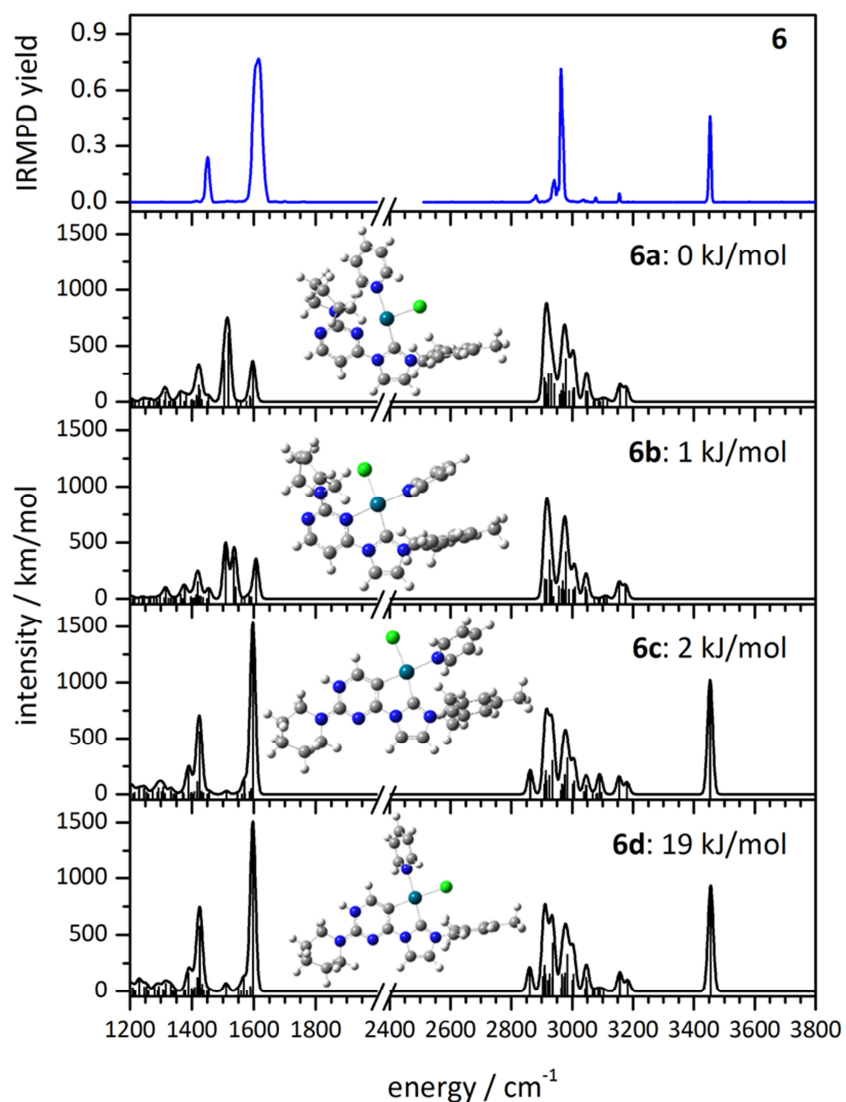 6
0.9
0.6
0.3
0.0
IRMPD yield
6a: 0 kJ/mol
1500
1000
500
0
6b: 1 kJ/mol
1500
1000
500
0
6c: 2 kJ/mol
1500
1000
500
0
6d: 19 kJ/mol
1500
1000
500
0
intensity / km/mol
1200 1400 1600 1800 2400 2600 2800 3000 3200 3400 3600 3800
energy / cm⁻¹